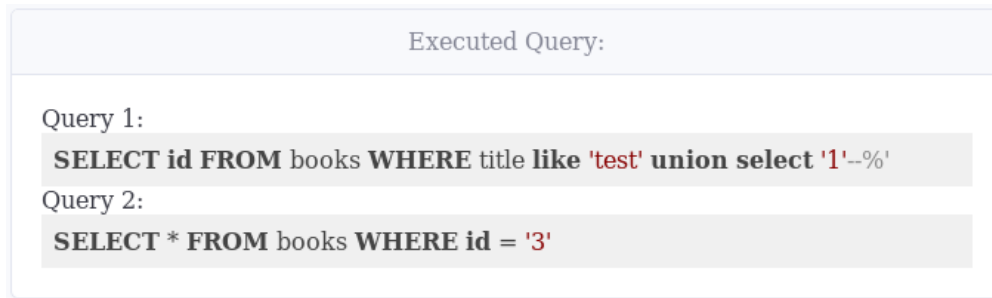 Executed Query:
Query 1:
SELECT id FROM books WHERE title like 'test' union select '1'--%'
Query 2:
SELECT * FROM books WHERE id = '3'